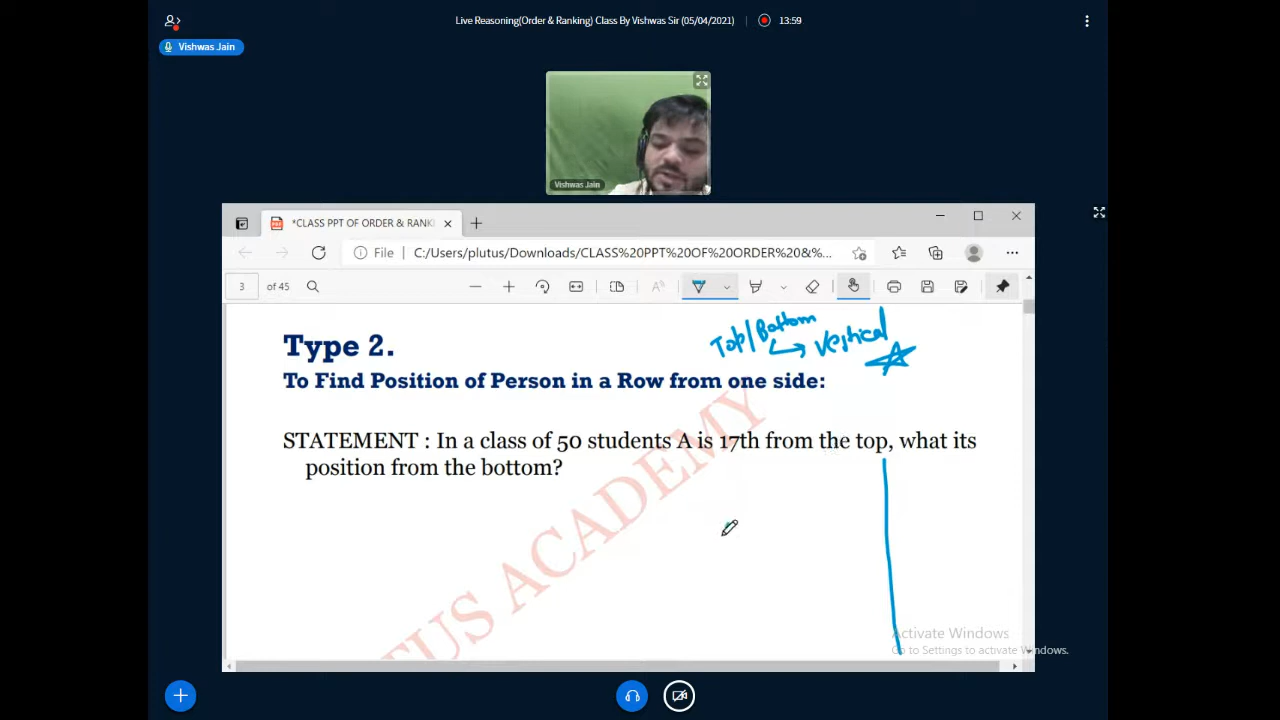 Live Reasoning(Order & Ranking) Class By Vishwas Sir (05/04/2021)
13:59
Vishwas Jain
Vishwas Jain
*CLASS PPT OF ORDER & RANKI
File
C:/Users/plutus/Downloads/CLASS%20PPT%20OF%20ORDER%20&%...
3 of 45
Top/Bottom
Vertical
Type 2.
To Find Position of Person in a Row from one side:
STATEMENT : In a class of 50 students A is 17th from the top, what its
position from the bottom?
TUS ACADEMY
Activate Windows
Go to Settings to activate Windows.